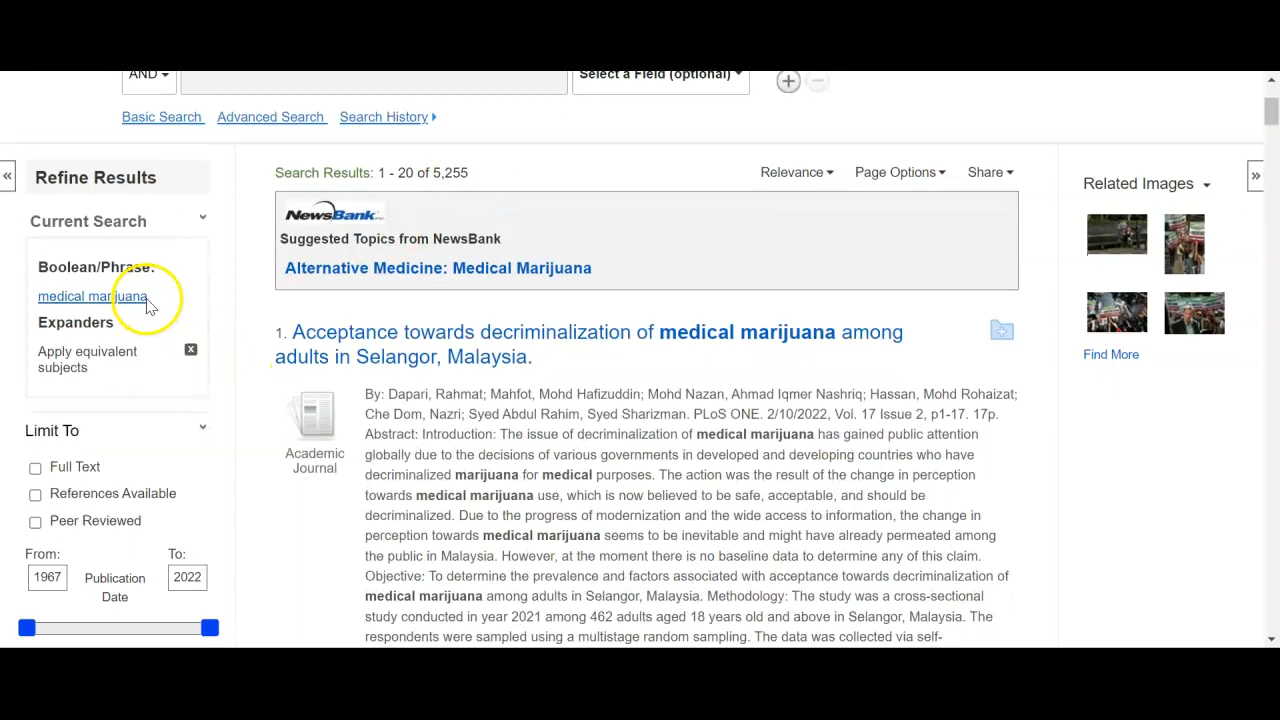 AND
Select a Field (optional)
Basic Search Advanced Search Search History
«
Refine Results
Current Search
Boolean/Phrase:
medical marijuana
Expanders
Apply equivalent
subjects
Limit To
Full Text
References Available
Peer Reviewed
From: To:
1967 Publication Date 2022
Search Results: 1 - 20 of 5,255
Relevance Page Options Share
NewsBank inc.
Suggested Topics from NewsBank
Alternative Medicine: Medical Marijuana
1. Acceptance towards decriminalization of medical marijuana among
adults in Selangor, Malaysia.
Academic
Journal
By: Dapari, Rahmat; Mahfot, Mohd Hafizuddin; Mohd Nazan, Ahmad Iqmer Nashriq; Hassan, Mohd Rohaizat;
Che Dom, Nazri; Syed Abdul Rahim, Syed Sharizman. PLoS ONE. 2/10/2022, Vol. 17 Issue 2, p1-17. 17p.
Abstract: Introduction: The issue of decriminalization of medical marijuana has gained public attention
globally due to the decisions of various governments in developed and developing countries who have
decriminalized marijuana for medical purposes. The action was the result of the change in perception
towards medical marijuana use, which is now believed to be safe, acceptable, and should be
decriminalized. Due to the progress of modernization and the wide access to information, the change in
perception towards medical marijuana seems to be inevitable and might have already permeated among
the public in Malaysia. However, at the moment there is no baseline data to determine any of this claim.
Objective: To determine the prevalence and factors associated with acceptance towards decriminalization of
medical marijuana among adults in Selangor, Malaysia. Methodology: The study was a cross-sectional
study conducted in year 2021 among 462 adults aged 18 years old and above in Selangor, Malaysia. The
respondents were sampled using a multistage random sampling. The data was collected via self-
Related Images
»
Find More